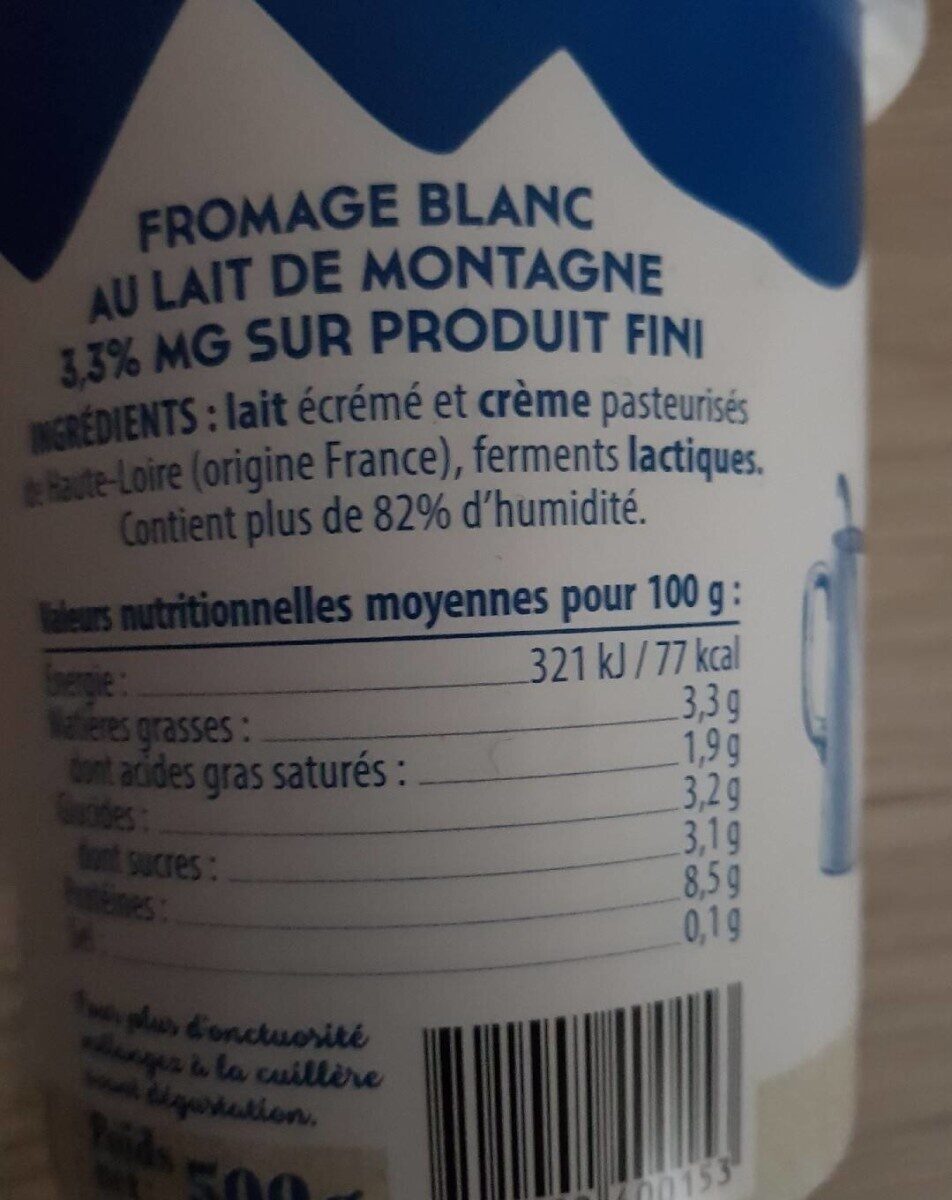 FROMAGE BLANC
AU LAIT DE MONTAGNE
3,3% MG SUR PRODUIT FINI
INGRÉDIENTS : lait écrémé et crème pasteurisés
de Haute-Loire (origine France), ferments lactiques.
Contient plus de 82% d'humidité.
Valeurs nutritionnelles moyennes pour 100 g :
Énergie : 321 kJ / 77 kcal
Matières grasses : 3,3 g
dont acides gras saturés : 1,9 g
Glucides : 3,2 g
dont sucres : 3,1 g
Protéines : 8,5 g
Sel : 0,1 g
Pour plus d'onctuosité
mélangez à la cuillère
avant dégustation.
Poids
500 g
00153